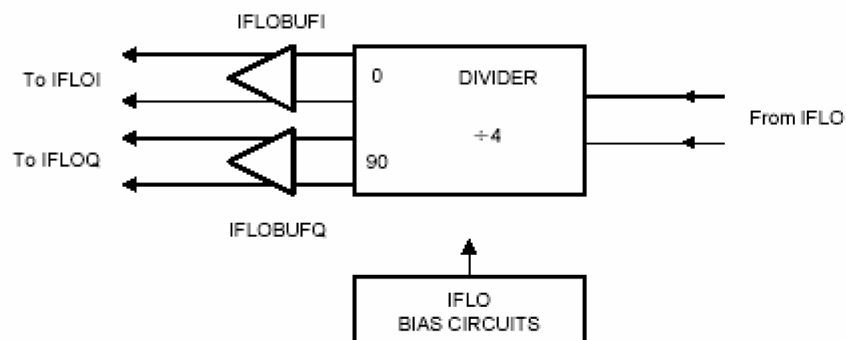 IFLOBUFI
To IFLOI
0
DIVIDER
From IFLO
÷4
To IFLOQ
90
IFLOBUFQ
IFLO
BIAS CIRCUITS